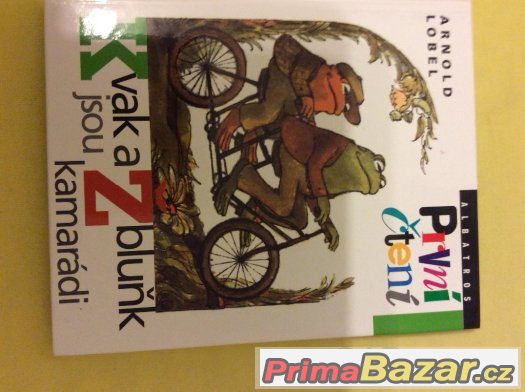 ARNOLD
LOBEL
ALBATROS
První
čtení
Kvak a Žbluňk
jsou kamarádi
PrimaBazar.cz